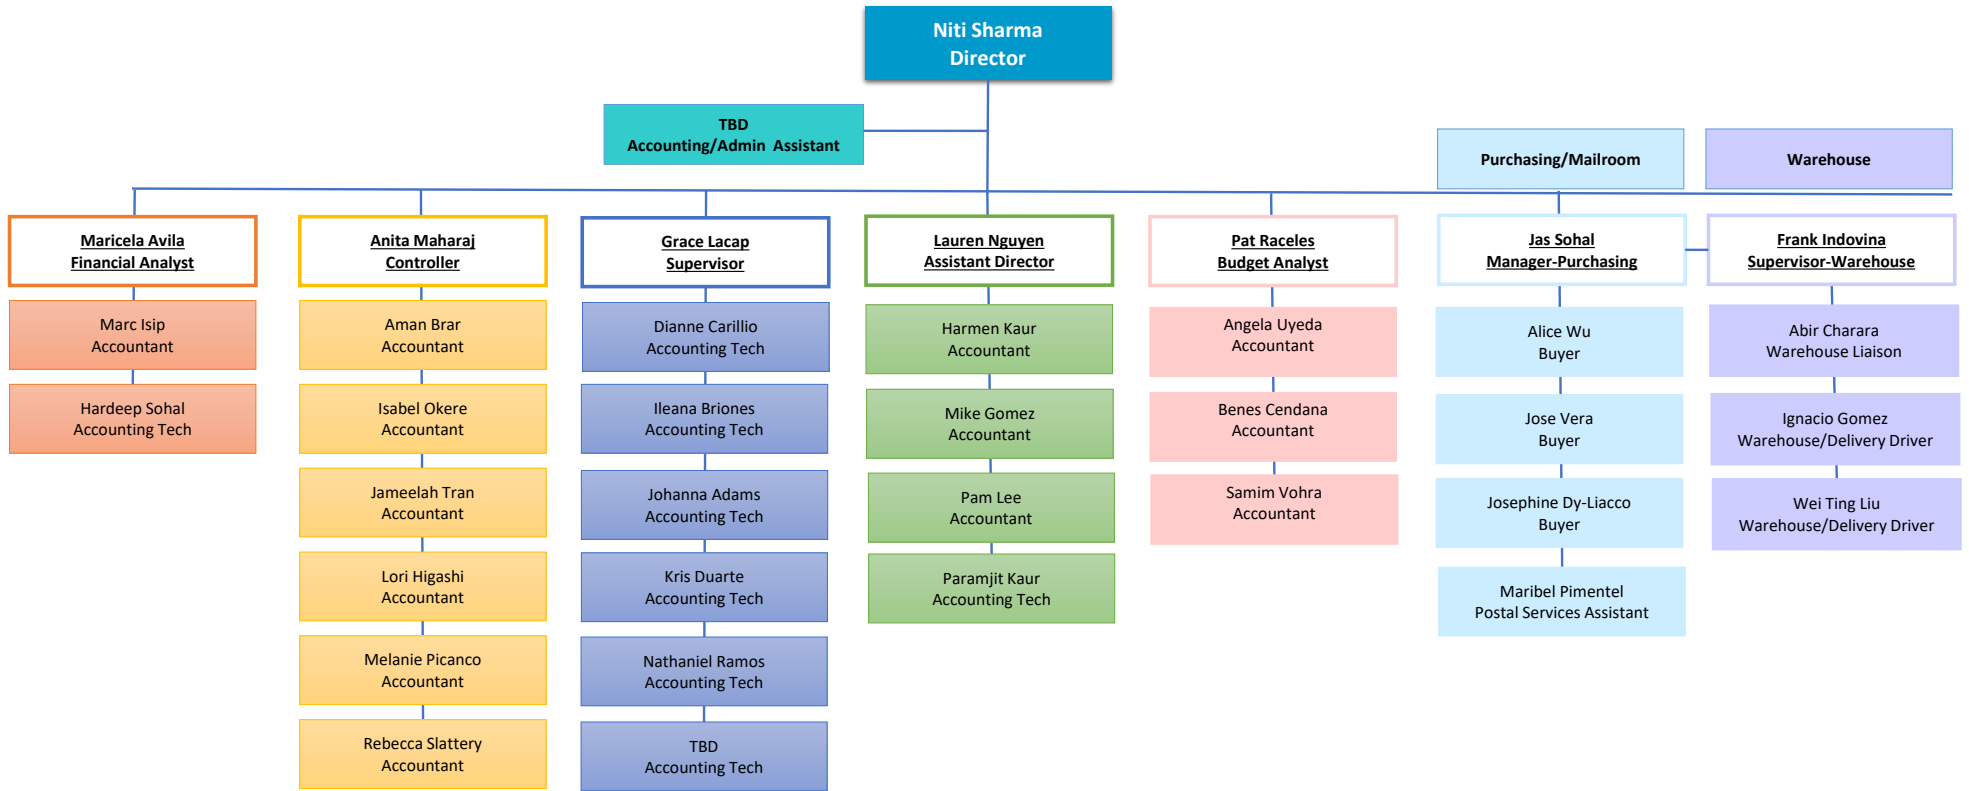 Niti Sharma
Director
TBD
Accounting/Admin Assistant
Purchasing/Mailroom
Warehouse
Maricela Avila
Financial Analyst
Marc Isip
Accountant
Hardeep Sohal
Accounting Tech
Anita Maharaj
Controller
Aman Brar
Accountant
Isabel Okere
Accountant
Jameelah Tran
Accountant
Lori Higashi
Accountant
Melanie Picanco
Accountant
Rebecca Slattery
Accountant
Grace Lacap
Supervisor
Dianne Carillio
Accounting Tech
Ileana Briones
Accounting Tech
Johanna Adams
Accounting Tech
Kris Duarte
Accounting Tech
Nathaniel Ramos
Accounting Tech
TBD
Accounting Tech
Lauren Nguyen
Assistant Director
Harmen Kaur
Accountant
Mike Gomez
Accountant
Pam Lee
Accountant
Paramjit Kaur
Accounting Tech
Pat Raceles
Budget Analyst
Angela Uyeda
Accountant
Benes Cendana
Accountant
Samim Vohra
Accountant
Jas Sohal
Manager-Purchasing
Alice Wu
Buyer
Jose Vera
Buyer
Josephine Dy-Liacco
Buyer
Maribel Pimentel
Postal Services Assistant
Frank Indovina
Supervisor-Warehouse
Abir Charara
Warehouse Liaison
Ignacio Gomez
Warehouse/Delivery Driver
Wei Ting Liu
Warehouse/Delivery Driver